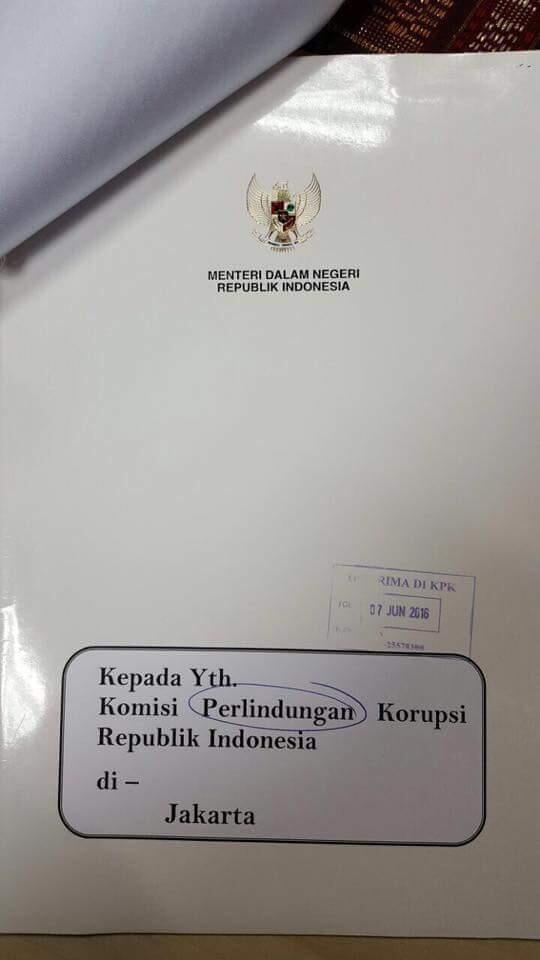 MENTERI DALAM NEGERI
REPUBLIK INDONESIA
RIMA DI KPK
07 JUN 2016
25578300
Kepada Yth.
Komisi Perlindungan Korupsi
Republik Indonesia
di –
Jakarta